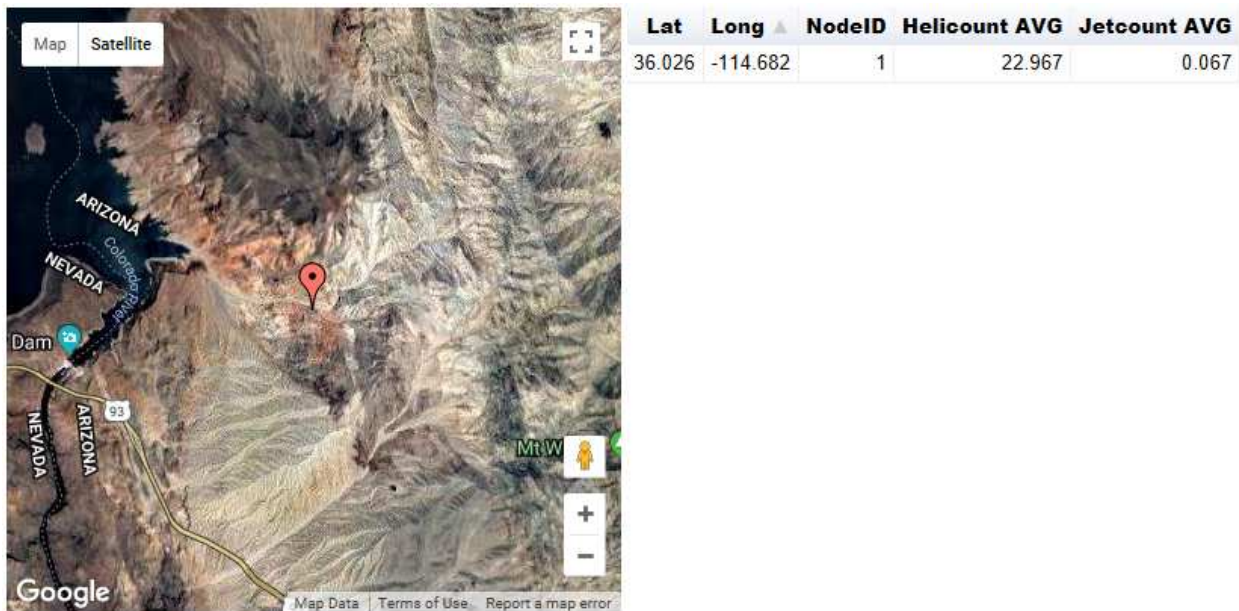 Map Satellite
ARIZONA
NEVADA
Colorado River
Dam
93
NEVADA
ARIZONA
Mt W
Google
Map Data Terms of Use Report a map error
Lat Long NodeID Helicount AVG Jetcount AVG
36.026 -114.682 1 22.967 0.067